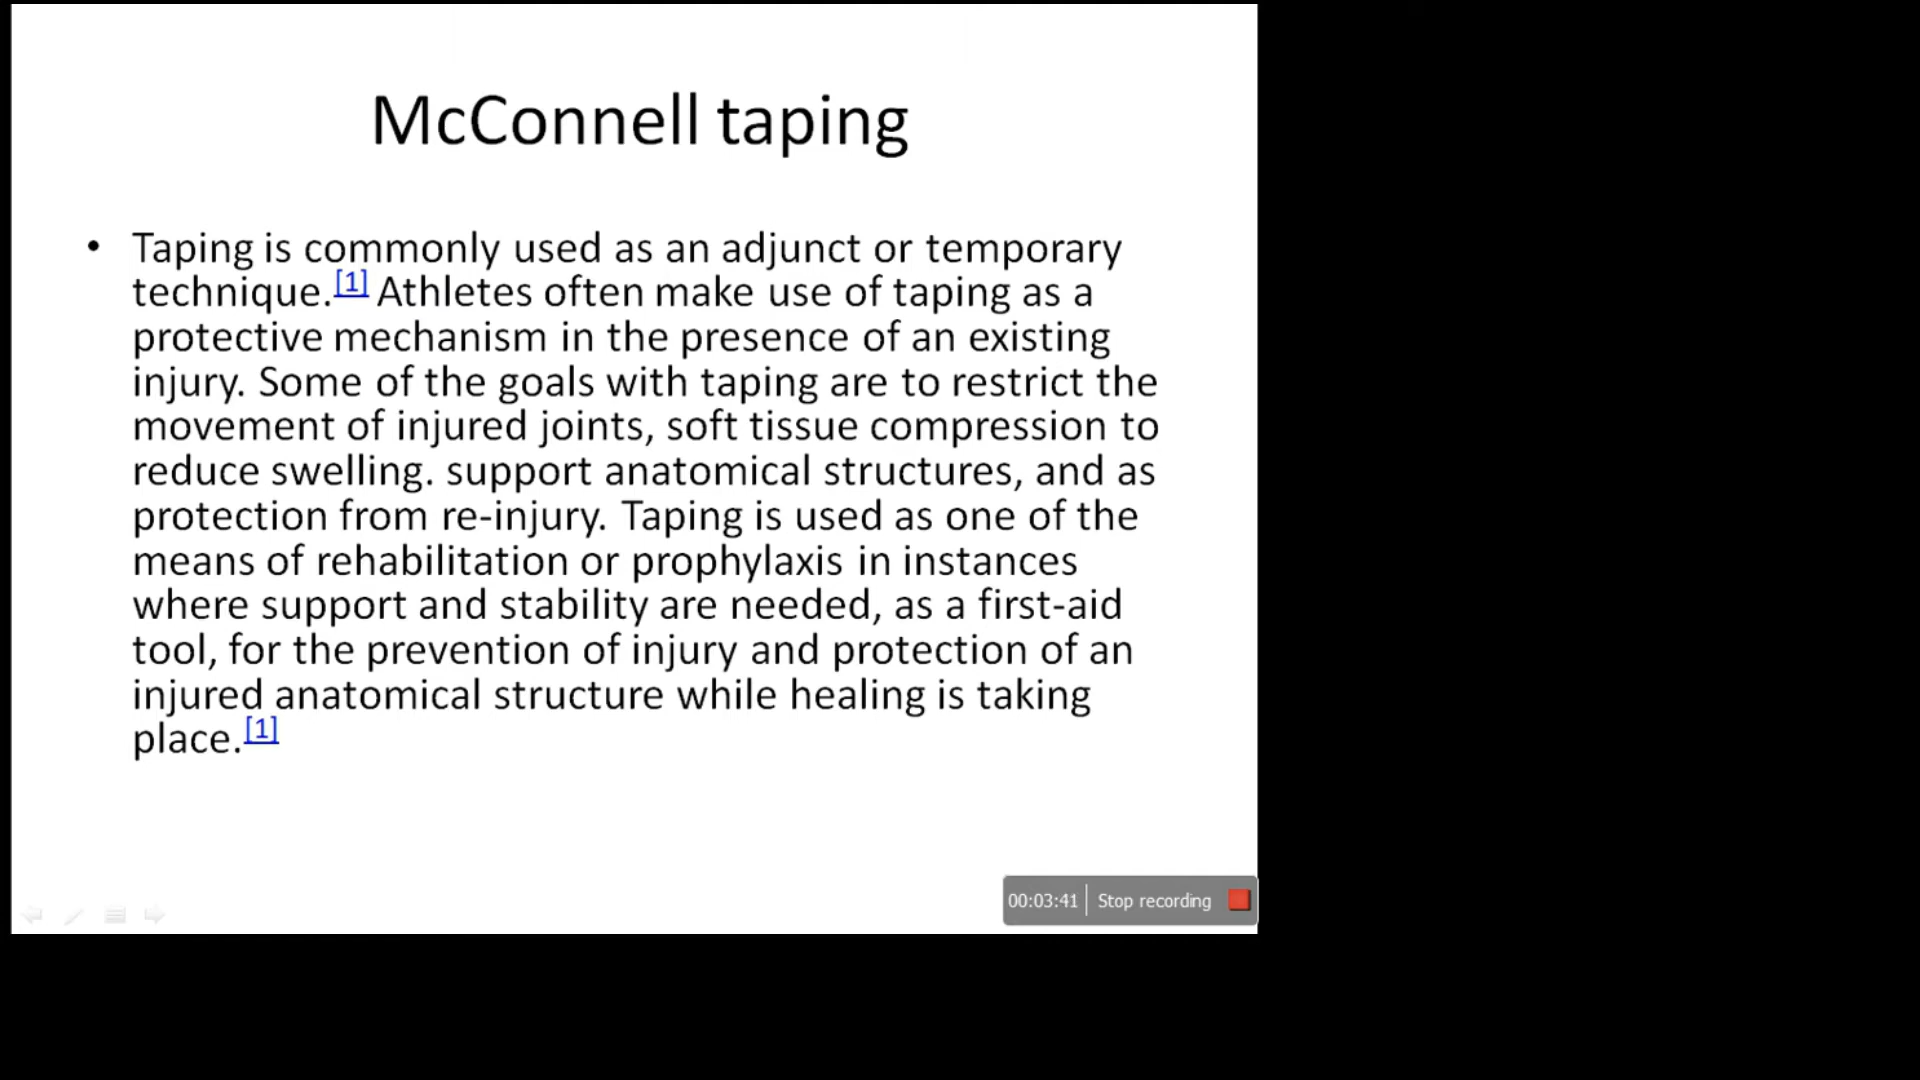 McConnell taping
• Taping is commonly used as an adjunct or temporary
technique.[1] Athletes often make use of taping as a
protective mechanism in the presence of an existing
injury. Some of the goals with taping are to restrict the
movement of injured joints, soft tissue compression to
reduce swelling. support anatomical structures, and as
protection from re-injury. Taping is used as one of the
means of rehabilitation or prophylaxis in instances
where support and stability are needed, as a first-aid
tool, for the prevention of injury and protection of an
injured anatomical structure while healing is taking
place.[1]
00:03:41 Stop recording